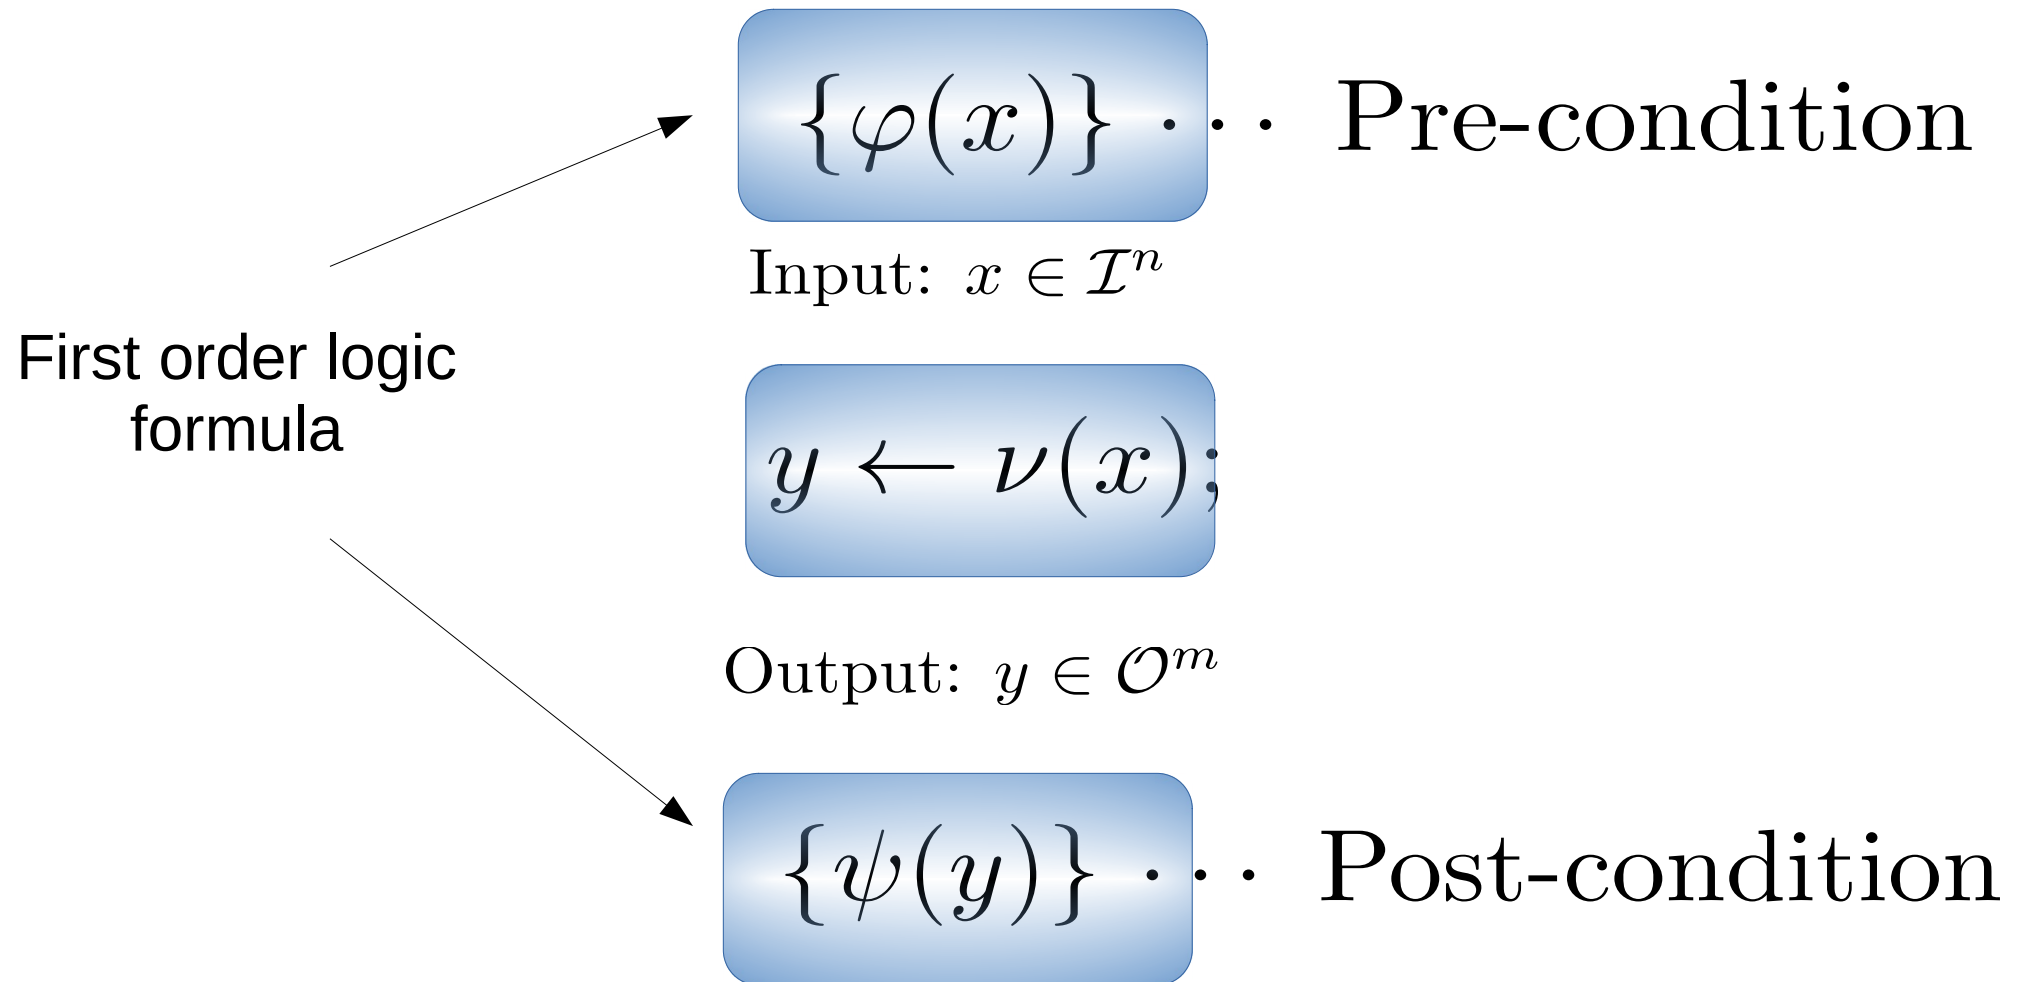 {φ(x)} ··· Pre-condition
Input: x ∈ ℐⁿ
First order logic
formula
y ← ν(x);
Output: y ∈ 𝒪ᵐ
{ψ(y)} ··· Post-condition